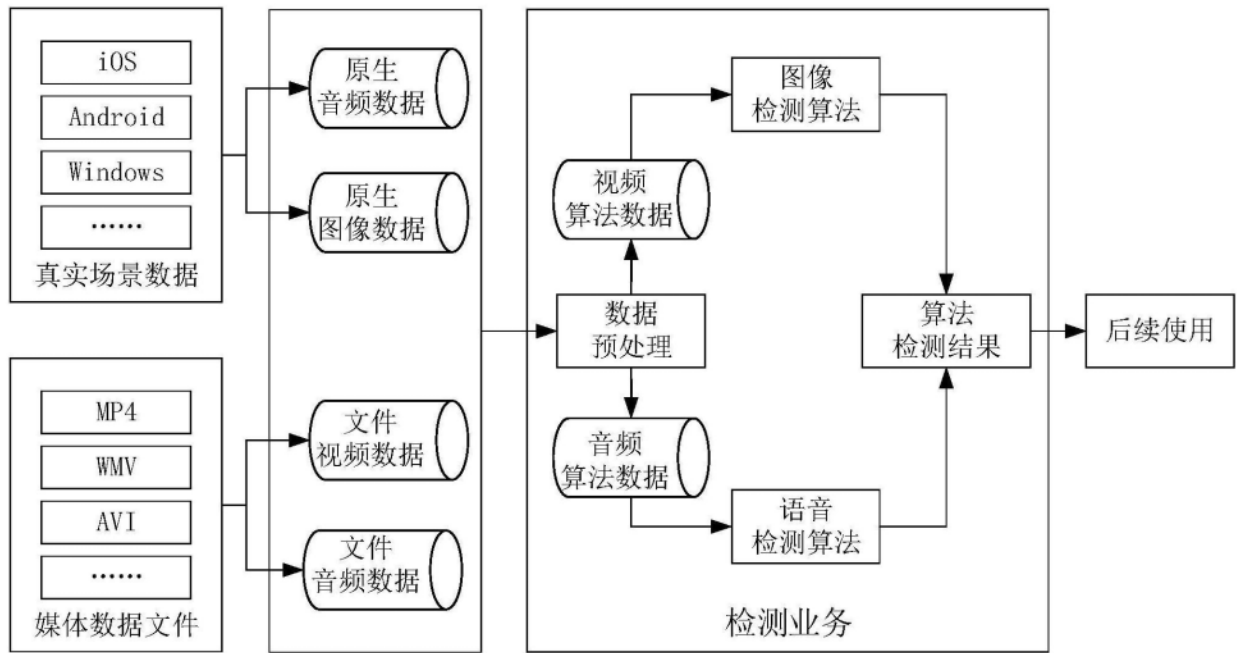 iOS
Android
Windows
……
真实场景数据
MP4
WMV
AVI
……
媒体数据文件
原生
音频数据
原生
图像数据
文件
视频数据
文件
音频数据
图像
检测算法
视频
算法数据
数据
预处理
音频
算法数据
语音
检测算法
算法
检测结果
检测业务
后续使用